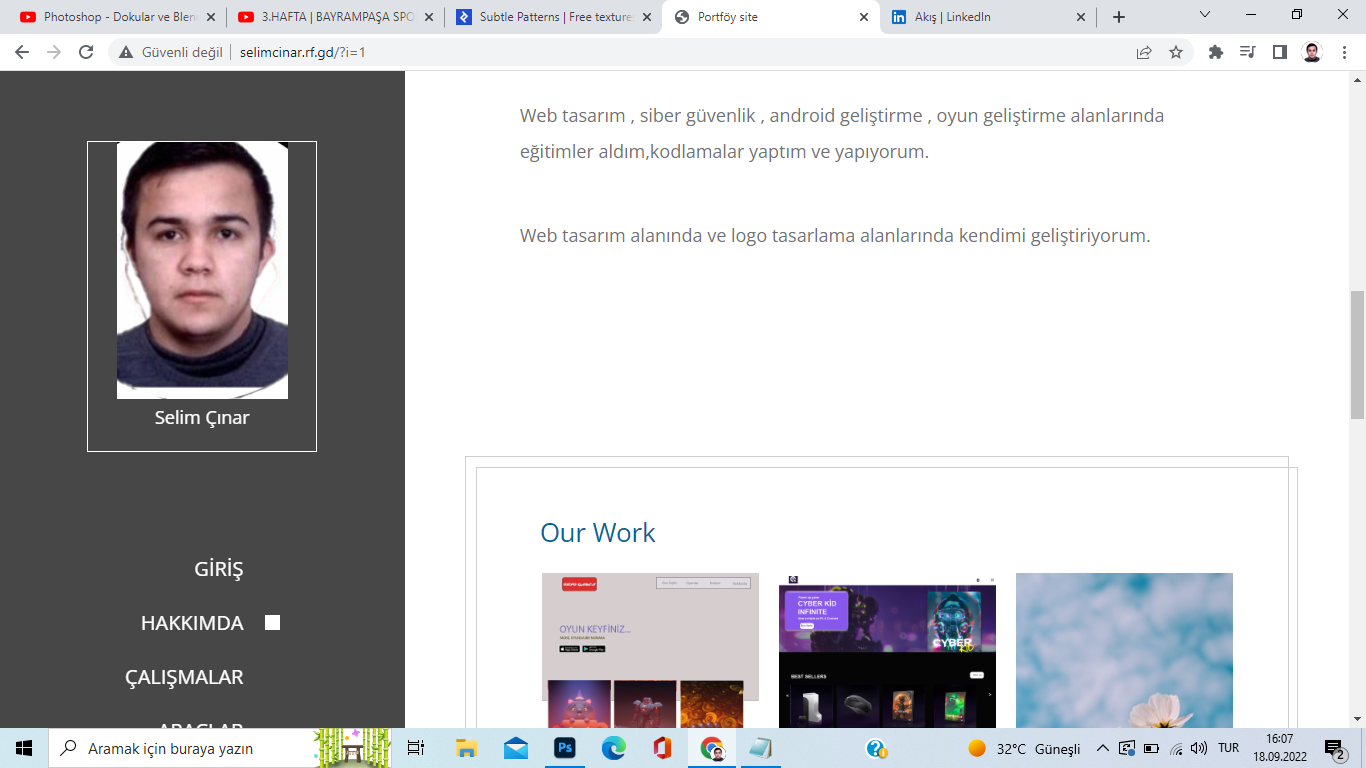 Photoshop - Dokular ve Blen
3.HAFTA | BAYRAMPAŞA SPO
Subtle Patterns | Free texture
Portföy site
Akış | LinkedIn
Güvenli değil
selimcinar.rf.gd/?i=1
Web tasarım , siber güvenlik , android geliştirme , oyun geliştirme alanlarında
eğitimler aldım,kodlamalar yaptım ve yapıyorum.
Web tasarım alanında ve logo tasarlama alanlarında kendimi geliştiriyorum.
Selim Çınar
GİRİŞ
HAKKIMDA
ÇALIŞMALAR
ARAÇLAR
Our Work
OYUN KEYFİNİZ...
CYBER KİD
INFINITE
CYBER
BEST SELLERS
Aramak için buraya yazın
Ps
32°C Güneşli
TUR
16:07
18.09.2022
2